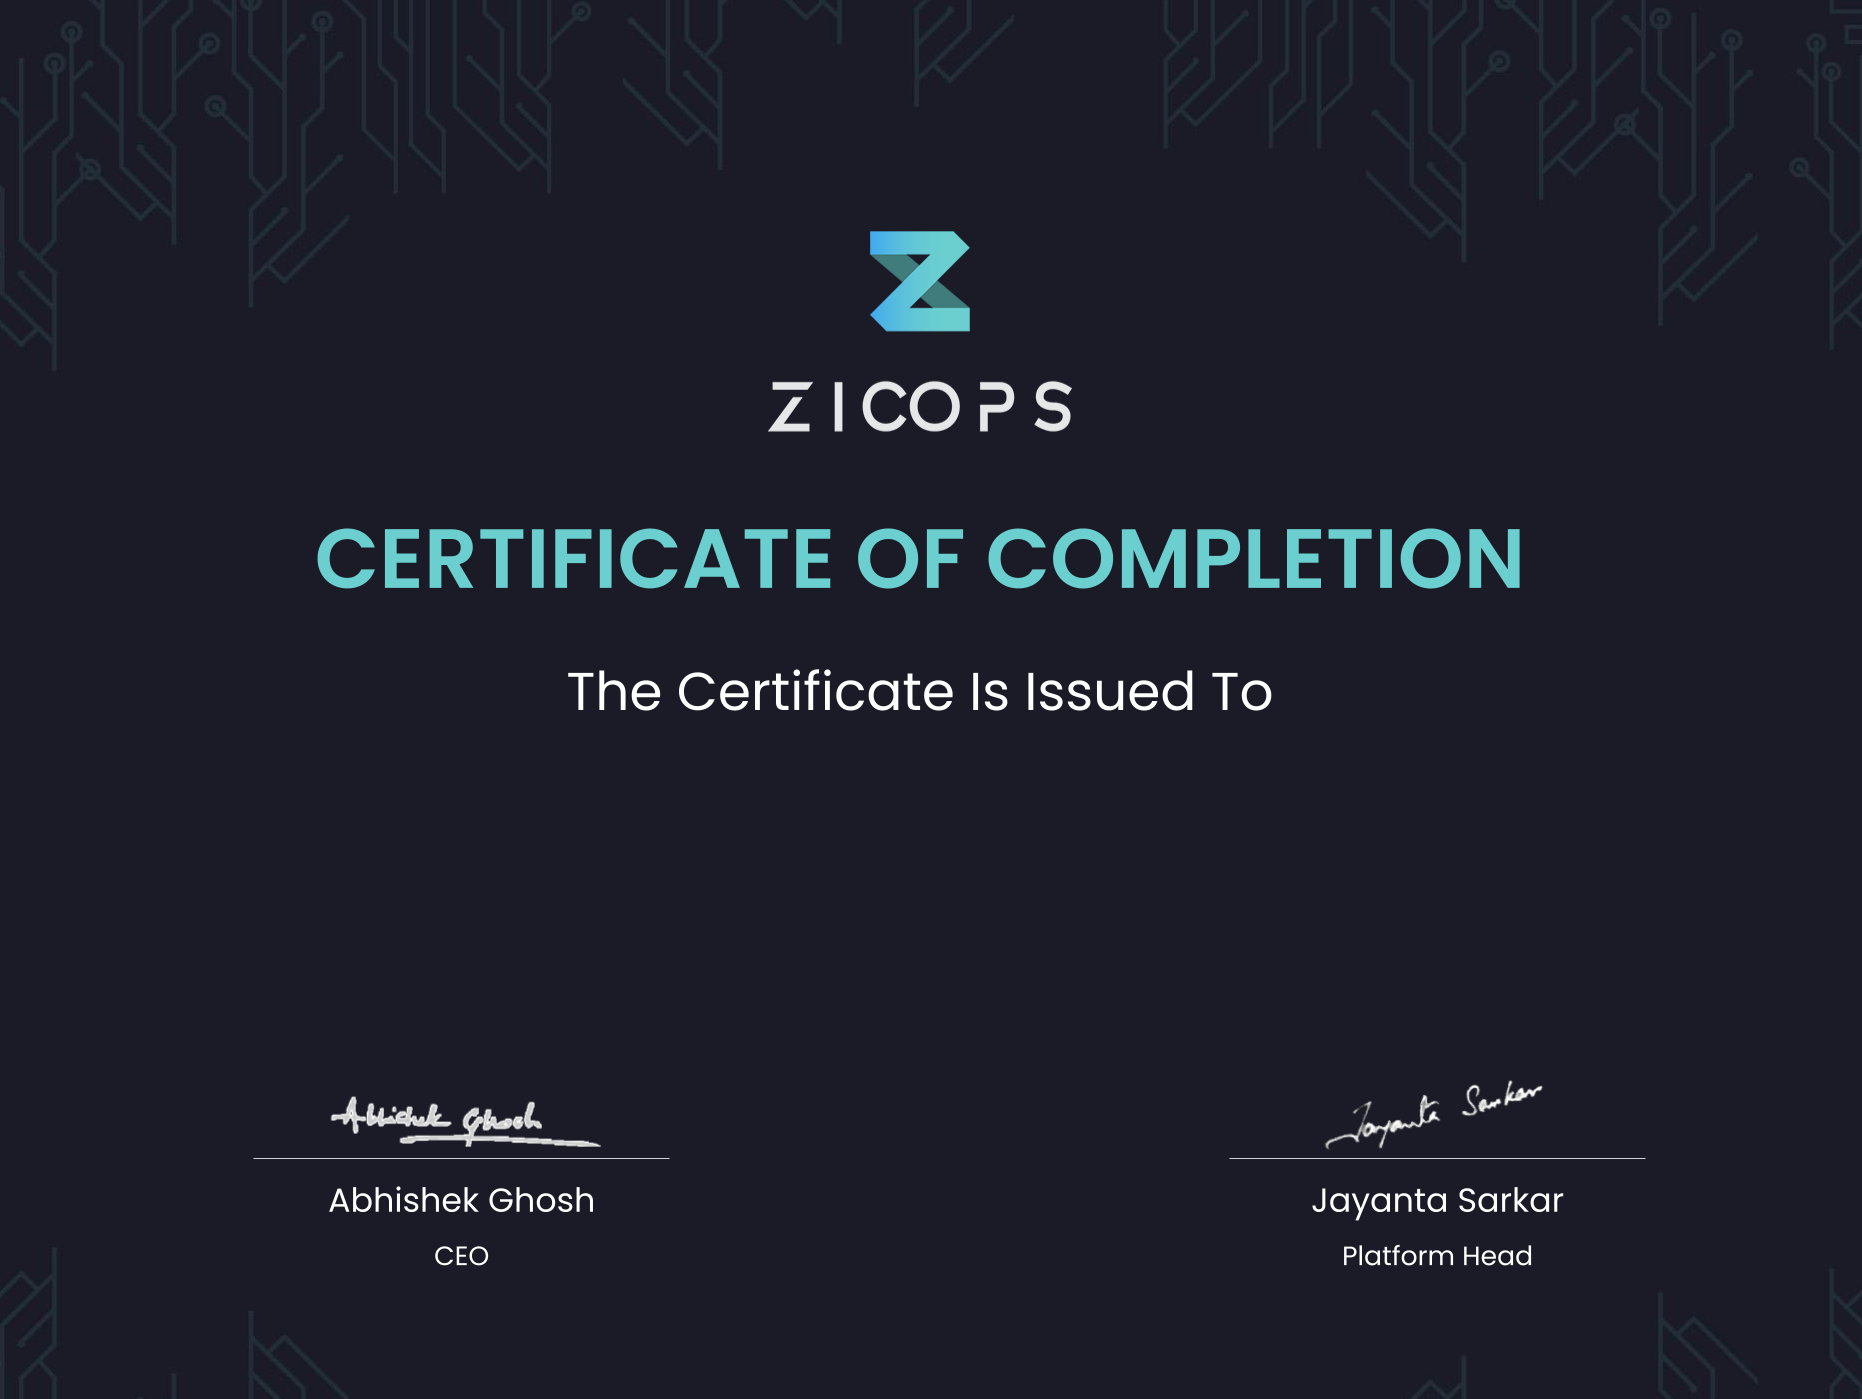 ZICOPS
CERTIFICATE OF COMPLETION
The Certificate Is Issued To
Abhishek Ghosh
Jayanta Sarkar
Abhishek Ghosh
Jayanta Sarkar
CEO
Platform Head